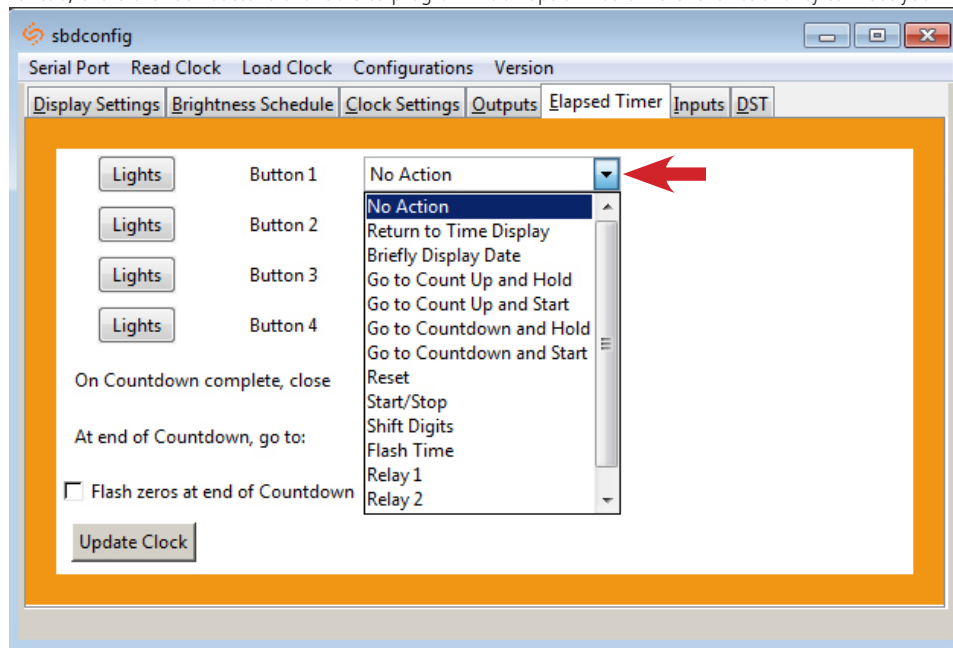 sbdconfig
Serial Port Read Clock Load Clock Configurations Version
Display Settings Brightness Schedule Clock Settings Outputs Elapsed Timer Inputs DST
Lights Button 1 No Action
No Action
Lights Button 2 Return to Time Display
Briefly Display Date
Lights Button 3 Go to Count Up and Hold
Go to Count Up and Start
Lights Button 4 Go to Countdown and Hold
Go to Countdown and Start
On Countdown complete, close Reset
Start/Stop
At end of Countdown, go to: Shift Digits
Flash Time
Relay 1
Flash zeros at end of Countdown Relay 2
Update Clock